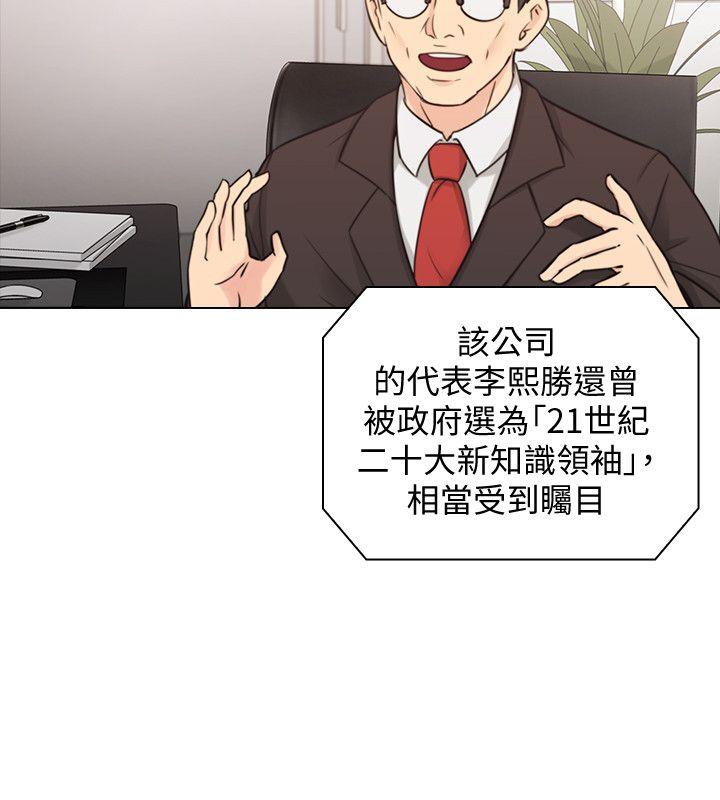 該公司
的代表李熙勝還曾
被政府選為「21世紀
二十大新知識領袖」，
相當受到矚目